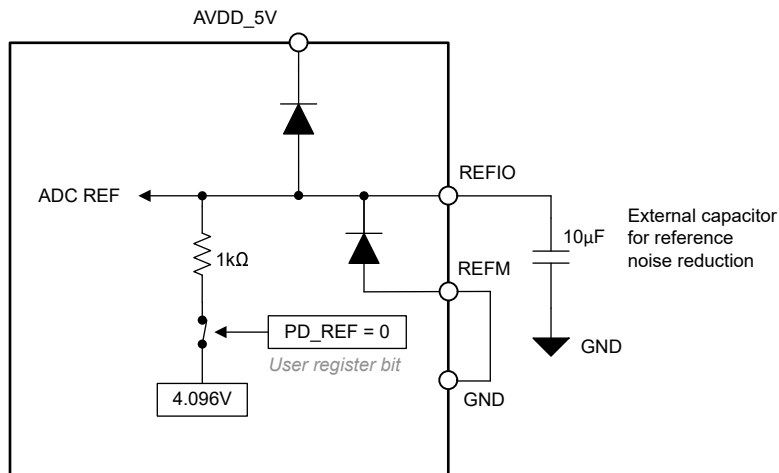 AVDD_5V
REFIO
ADC REF
External capacitor
for reference
noise reduction
10µF
1kΩ
REFM
PD_REF = 0
GND
User register bit
4.096V
GND